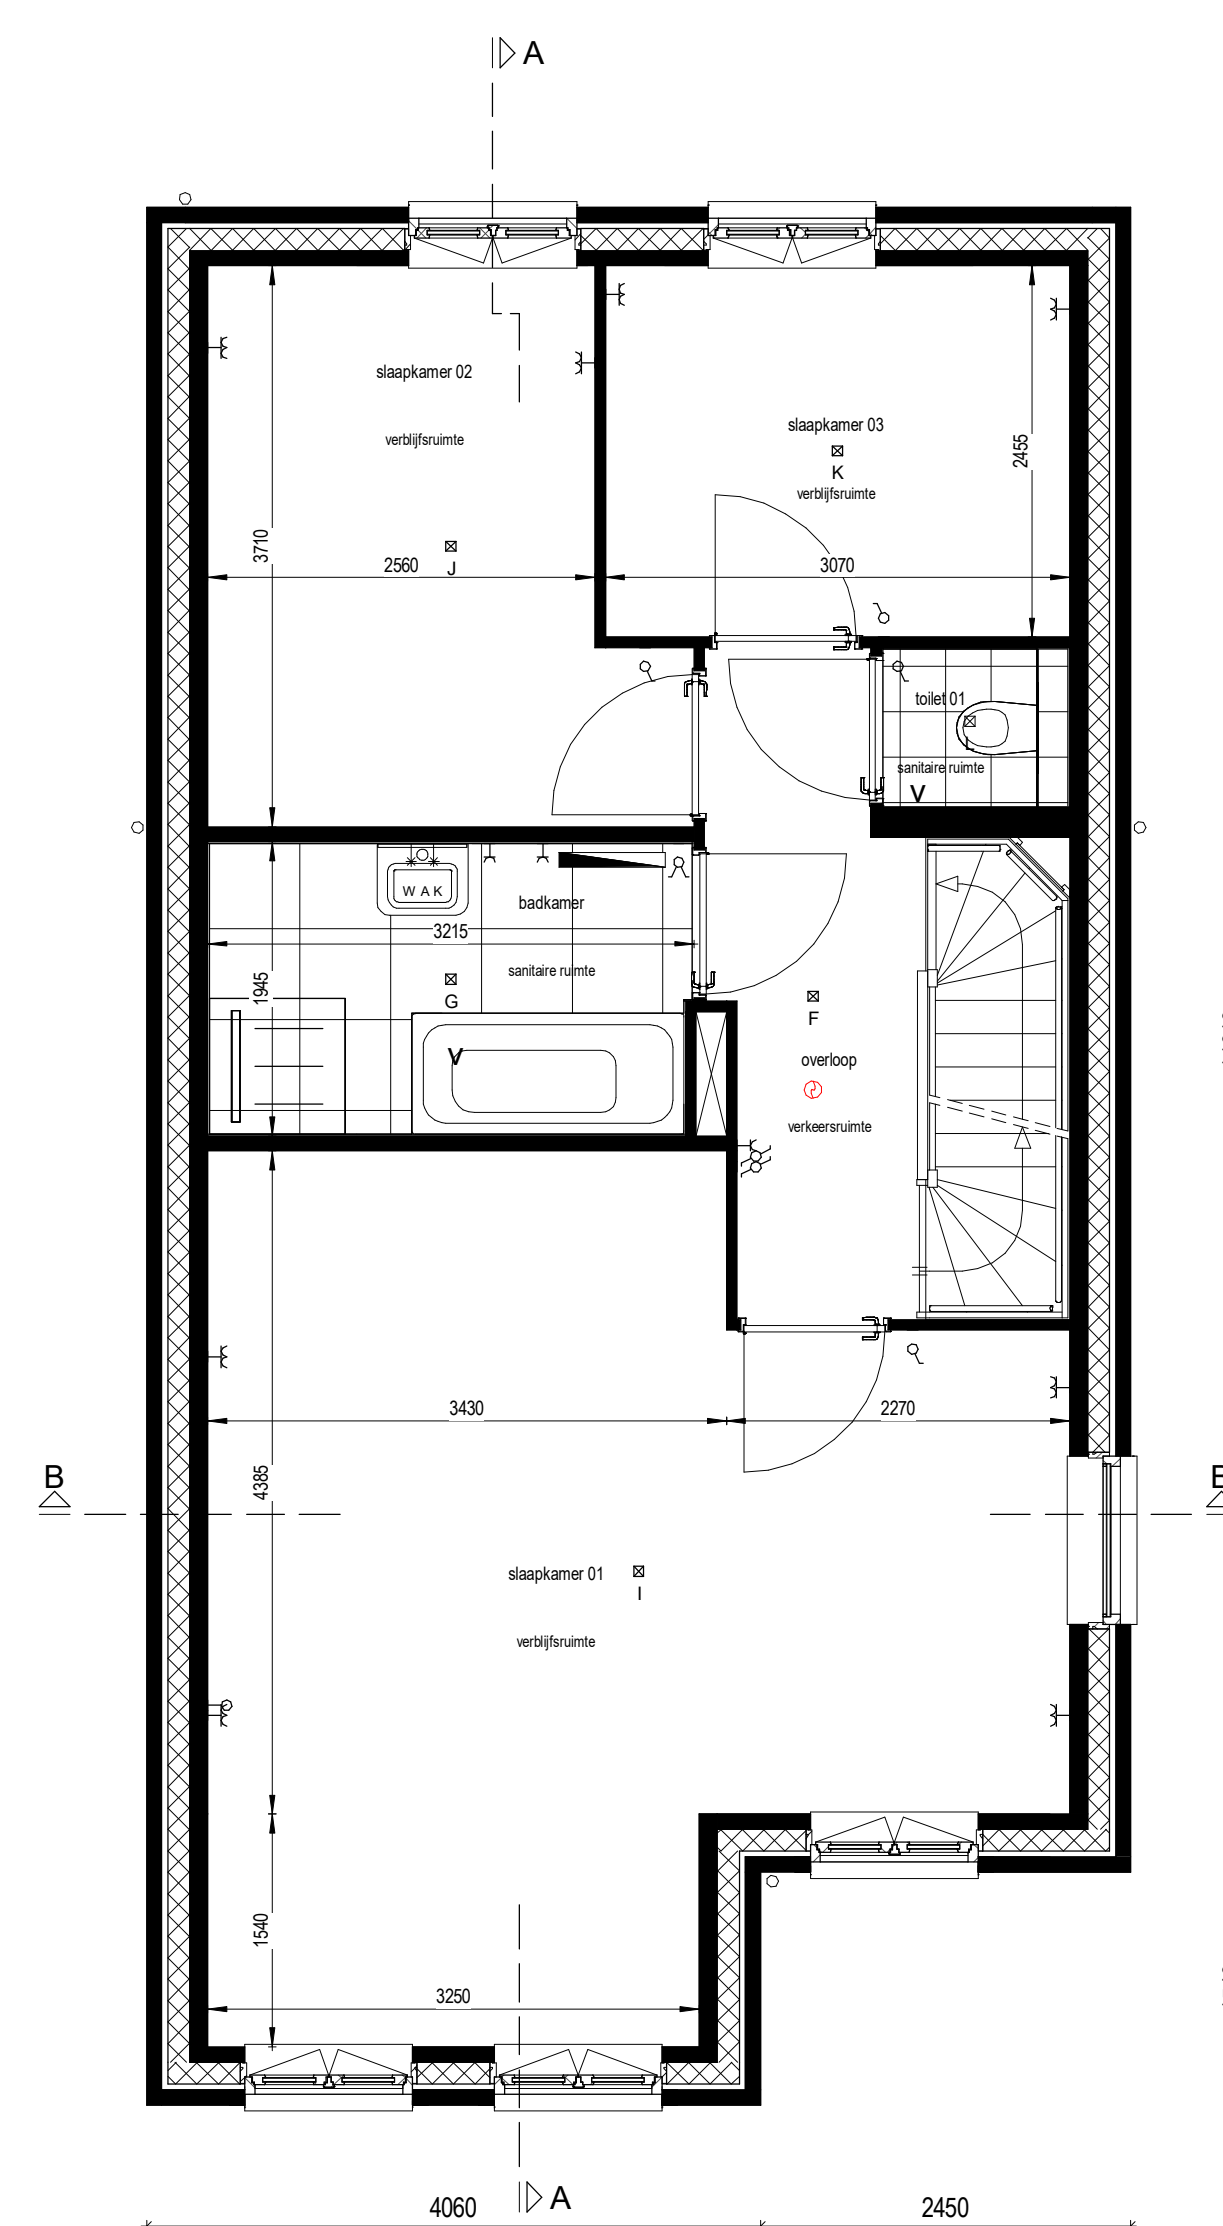 A
slaapkamer 02
verblijfsruimte
slaapkamer 03
K
verblijfsruimte
2455
3710
J
2560
3070
toilet 01
L
sanitaire ruimte
V
W A K
badkamer
3215
sanitaire ruimte
1945
G
F
V
overloop
verkeersruimte
3430
2270
B
4385
slaapkamer 01
I
verblijfsruimte
1540
3250
A
4060
2450